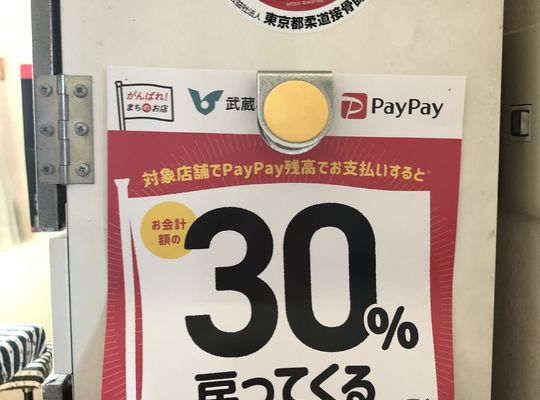 東京都柔道接骨師
がんばれ!
まちのお店
武蔵
PayPay
対象店舗でPayPay残高でお支払いすると
お会計
額の
30%
戻ってくる